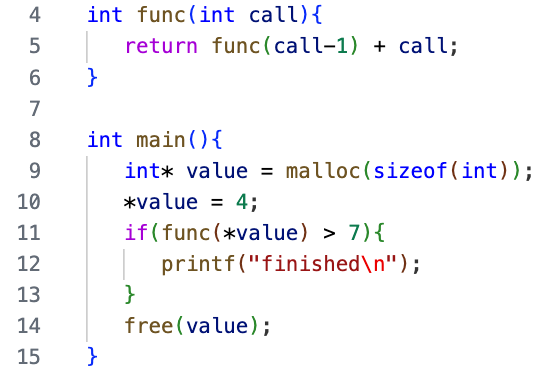 4 int func(int call){
5 return func(call-1) + call;
6 }
7
8 int main(){
9 int* value = malloc(sizeof(int));
10 *value = 4;
11 if(func(*value) > 7){
12 printf("finished\n");
13 }
14 free(value);
15 }